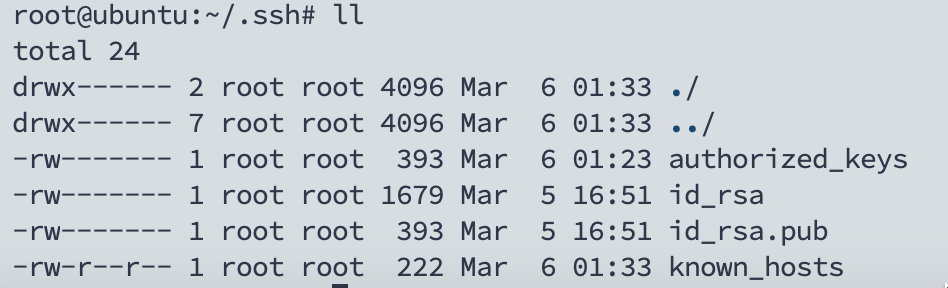 root@ubuntu:~/.ssh# ll
total 24
drwx------ 2 root root 4096 Mar  6 01:33 ./
drwx------ 7 root root 4096 Mar  6 01:33 ../
-rw------- 1 root root  393 Mar  6 01:23 authorized_keys
-rw------- 1 root root 1679 Mar  5 16:51 id_rsa
-rw------- 1 root root  393 Mar  5 16:51 id_rsa.pub
-rw-r--r-- 1 root root  222 Mar  6 01:33 known_hosts